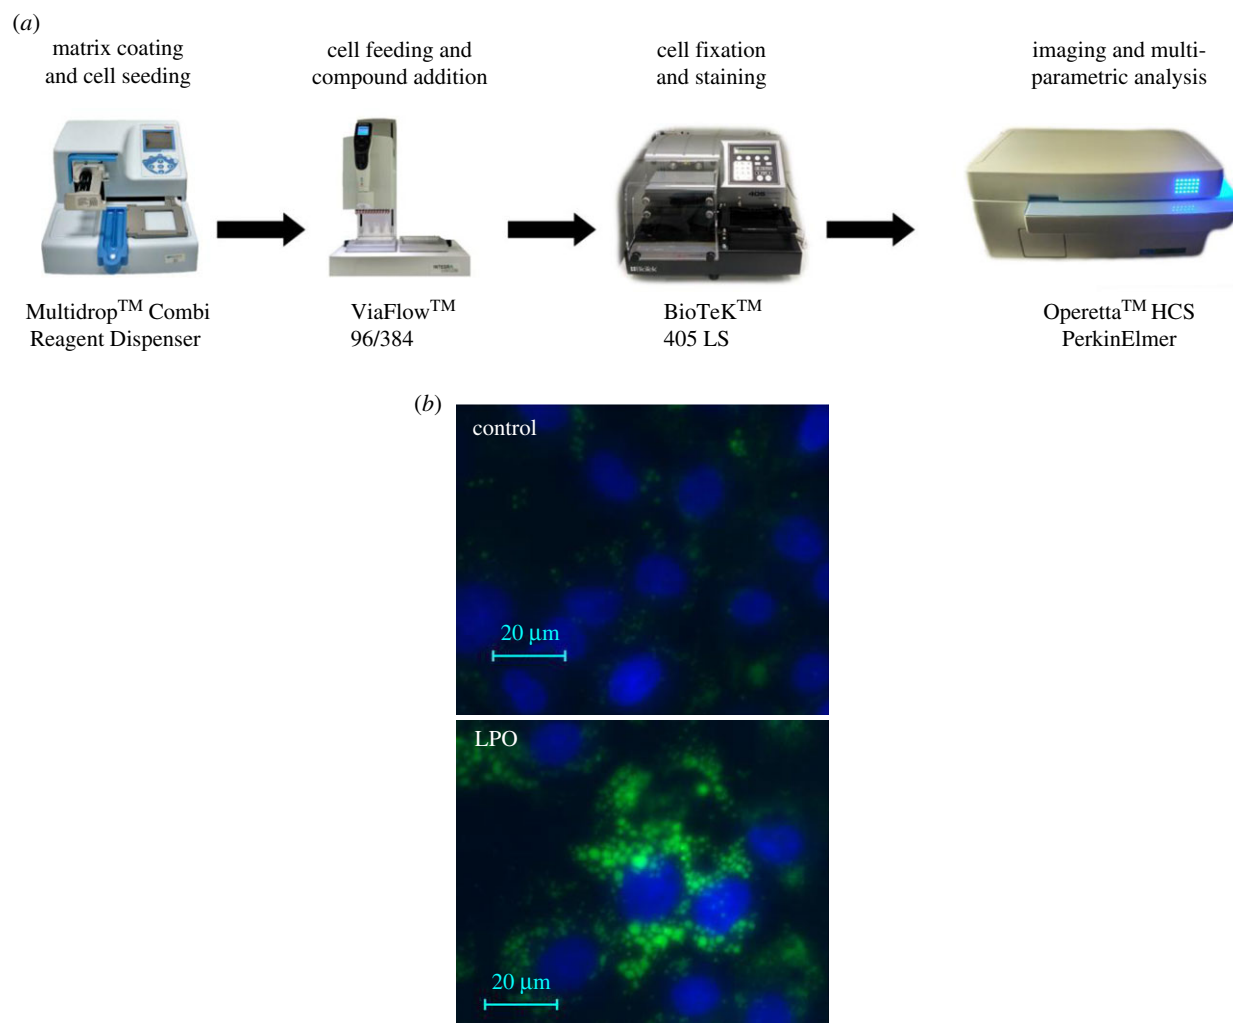 (a)
matrix coating
and cell seeding
cell feeding and
compound addition
cell fixation
and staining
imaging and multi-
parametric analysis
405
BioTek
Multidrop™ Combi
Reagent Dispenser
ViaFlow™
96/384
BioTeK™
405 LS
Operetta™ HCS
PerkinElmer
(b)
control
20 µm
LPO
20 µm